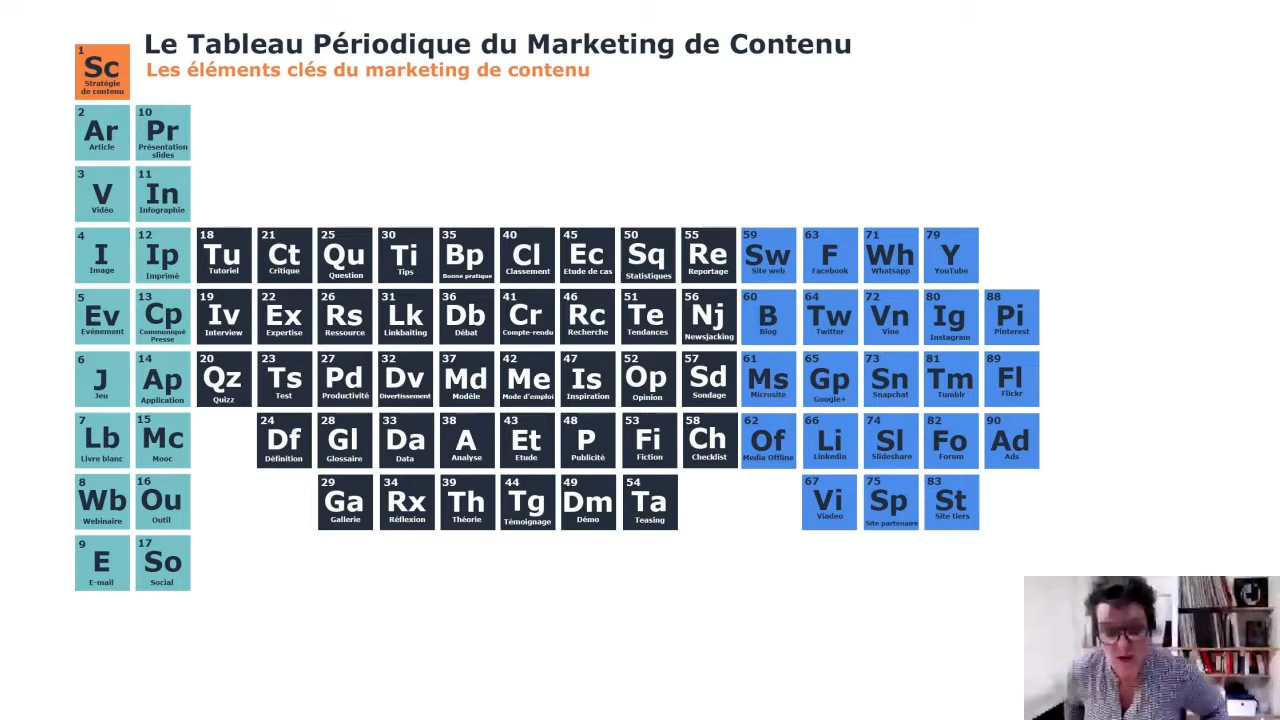 Le Tableau Périodique du Marketing de Contenu
Les éléments clés du marketing de contenu
1
Sc
Stratégie
de contenu
2
Ar
Article
10
Pr
Présentation
slides
3
V
Vidéo
11
In
Infographie
4
I
Image
12
Ip
Imprimé
18
Tu
Tutoriel
21
Ct
Critique
25
Qu
Question
30
Ti
Tips
35
Bp
Bonne pratique
40
Cl
Classement
45
Ec
Etude de cas
50
Sq
Statistiques
55
Re
Reportage
59
Sw
Site web
63
F
Facebook
71
Wh
Whatsapp
79
Y
YouTube
5
Ev
Evénement
13
Cp
Communiqué
Presse
19
Iv
Interview
22
Ex
Expertise
26
Rs
Ressource
31
Lk
Linkbaiting
36
Db
Débat
41
Cr
Compte-rendu
46
Rc
Recherche
51
Te
Tendances
56
Nj
Newsjacking
60
B
Blog
64
Tw
Twitter
72
Vn
Vine
80
Ig
Instagram
88
Pi
Pinterest
6
J
Jeu
14
Ap
Application
20
Qz
Quizz
23
Ts
Test
27
Pd
Productivité
32
Dv
Divertissement
37
Md
Modèle
42
Me
Mode d'emploi
47
Is
Inspiration
52
Op
Opinion
57
Sd
Sondage
61
Ms
Microsite
65
Gp
Google+
73
Sn
Snapchat
81
Tm
Tumblr
89
Fl
Flickr
7
Lb
Livre blanc
15
Mc
Mooc
24
Df
Définition
28
Gl
Glossaire
33
Da
Data
38
A
Analyse
43
Et
Etude
48
P
Publicité
53
Fi
Fiction
58
Ch
Checklist
62
Of
Media Offline
66
Li
Linkedin
74
Sl
Slideshare
82
Fo
Forum
90
Ad
Ads
8
Wb
Webinaire
16
Ou
Outil
29
Ga
Gallerie
34
Rx
Réflexion
39
Th
Théorie
44
Tg
Témoignage
49
Dm
Démo
54
Ta
Teasing
67
Vi
Viadeo
75
Sp
Site partenaire
83
St
Site tiers
9
E
E-mail
17
So
Social